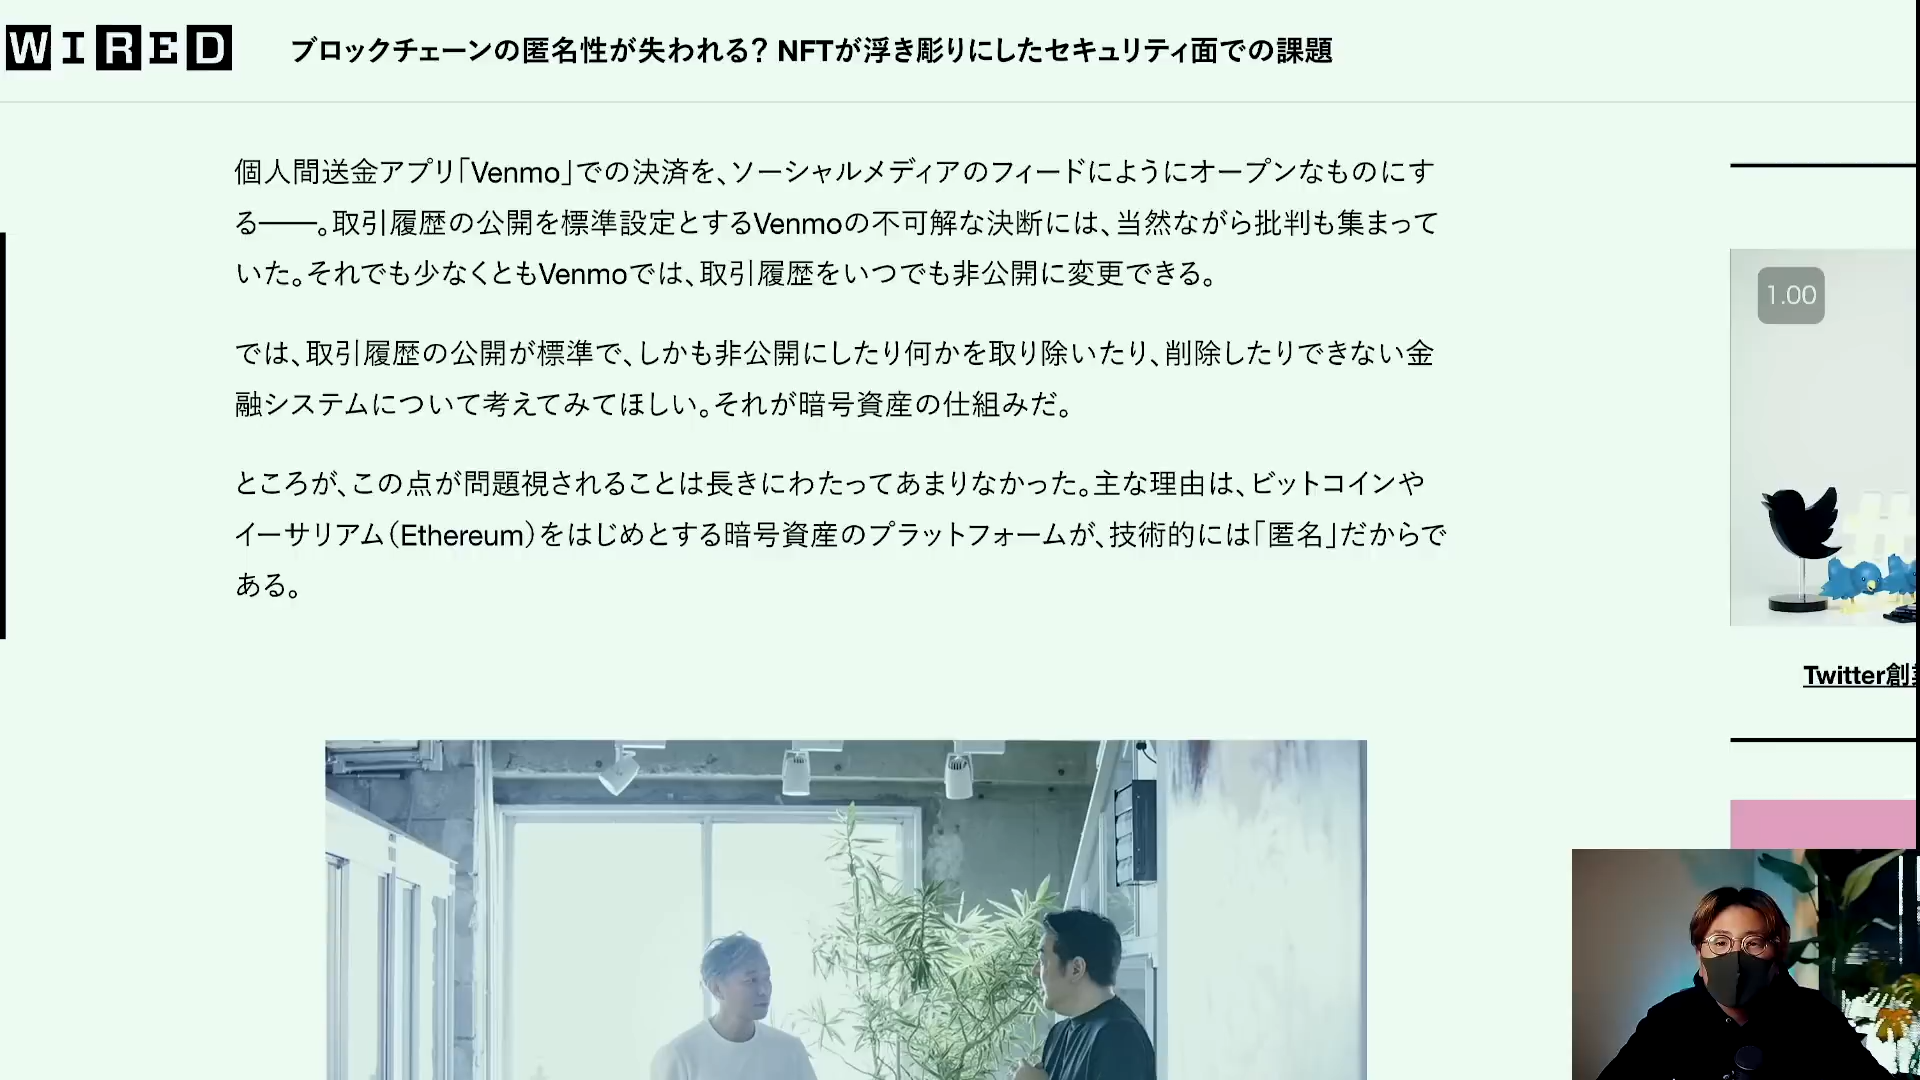 WIRED
ブロックチェーンの匿名性が失われる? NFTが浮き彫りにしたセキュリティ面での課題
個人間送金アプリ「Venmo」での決済を、ソーシャルメディアのフィードにようにオープンなものにす
る——。取引履歴の公開を標準設定とするVenmoの不可解な決断には、当然ながら批判も集まって
いた。それでも少なくともVenmoでは、取引履歴をいつでも非公開に変更できる。
では、取引履歴の公開が標準で、しかも非公開にしたり何かを取り除いたり、削除したりできない金
融システムについて考えてみてほしい。それが暗号資産の仕組みだ。
ところが、この点が問題視されることは長きにわたってあまりなかった。主な理由は、ビットコインや
イーサリアム（Ethereum）をはじめとする暗号資産のプラットフォームが、技術的には「匿名」だからで
ある。
1.00
Twitter創